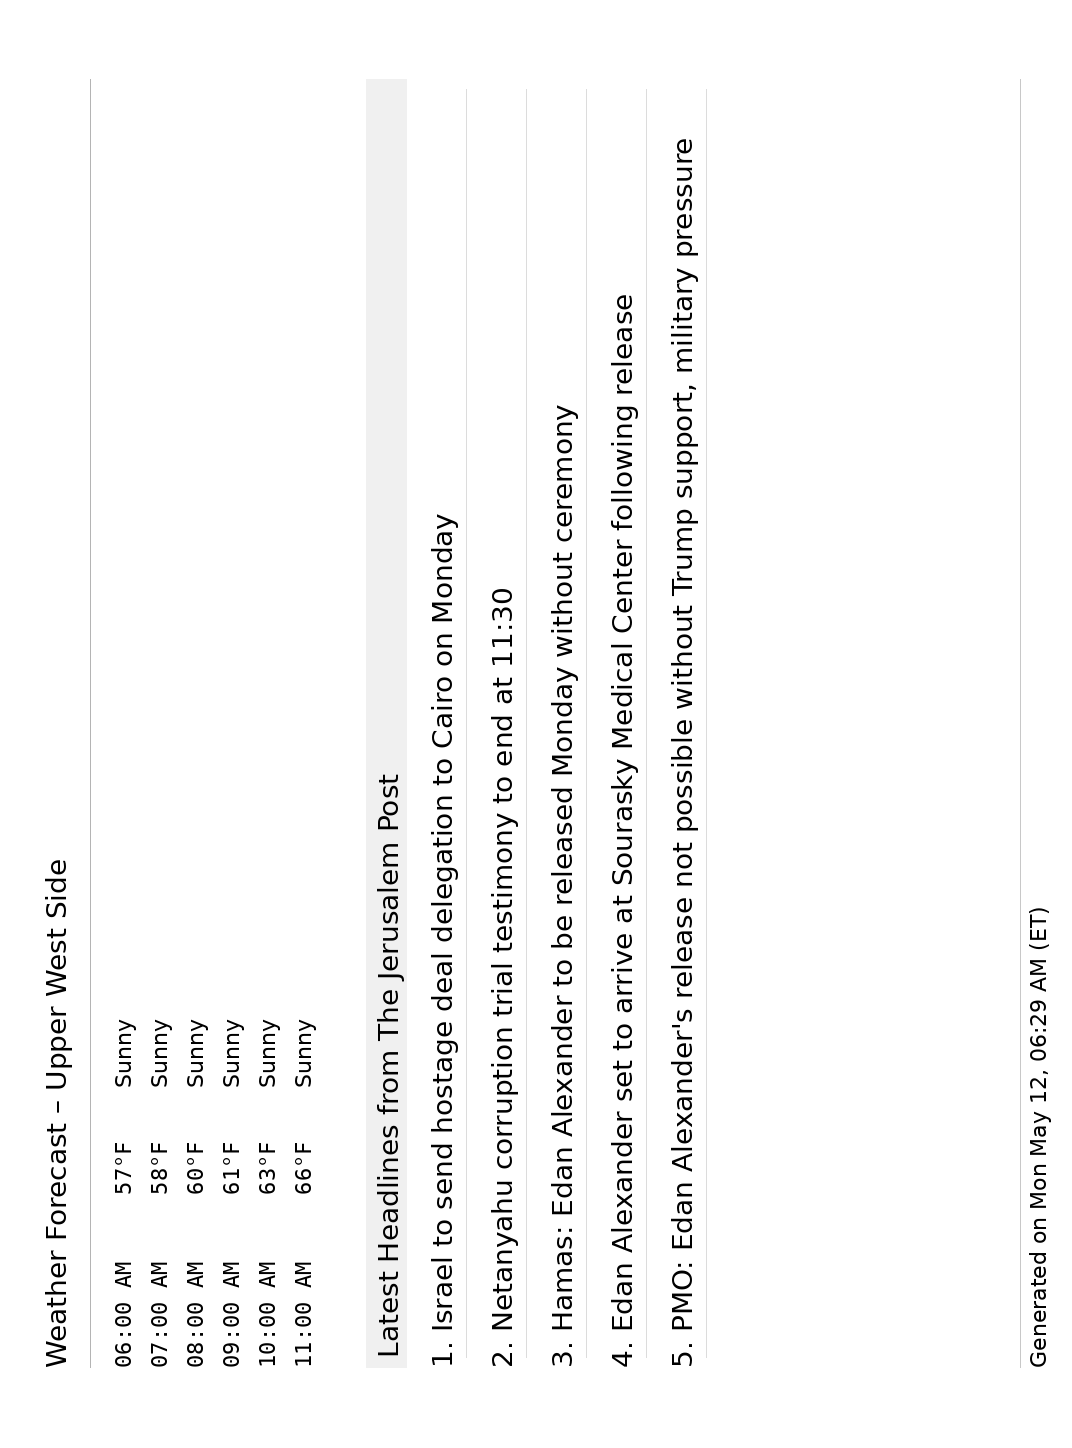 Weather Forecast – Upper West Side
06:00 AM 57°F Sunny
07:00 AM 58°F Sunny
08:00 AM 60°F Sunny
09:00 AM 61°F Sunny
10:00 AM 63°F Sunny
11:00 AM 66°F Sunny
Latest Headlines from The Jerusalem Post
1. Israel to send hostage deal delegation to Cairo on Monday
2. Netanyahu corruption trial testimony to end at 11:30
3. Hamas: Edan Alexander to be released Monday without ceremony
4. Edan Alexander set to arrive at Sourasky Medical Center following release
5. PMO: Edan Alexander's release not possible without Trump support, military pressure
Generated on Mon May 12, 06:29 AM (ET)